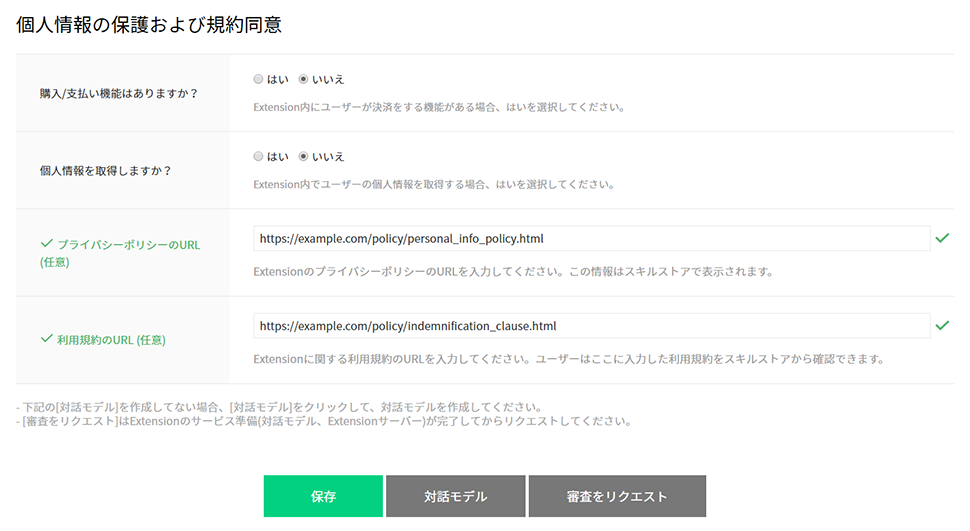 個人情報の保護および規約同意
購入/支払い機能はありますか？
はい いいえ
Extension内にユーザーが決済をする機能がある場合、はいを選択してください。
個人情報を取得しますか？
はい いいえ
Extension内でユーザーの個人情報を取得する場合、はいを選択してください。
プライバシーポリシーのURL
(任意)
https://example.com/policy/personal_info_policy.html
ExtensionのプライバシーポリシーのURLを入力してください。この情報はスキルストアで表示されます。
利用規約のURL (任意)
https://example.com/policy/indemnification_clause.html
Extensionに関する利用規約のURLを入力してください。ユーザーはここに入力した利用規約をスキルストアから確認できます。
- 下記の[対話モデル]を作成してない場合、[対話モデル]をクリックして、対話モデルを作成してください。
- [審査をリクエスト]はExtensionのサービス準備(対話モデル、Extensionサーバー)が完了してからリクエストしてください。
保存 対話モデル 審査をリクエスト